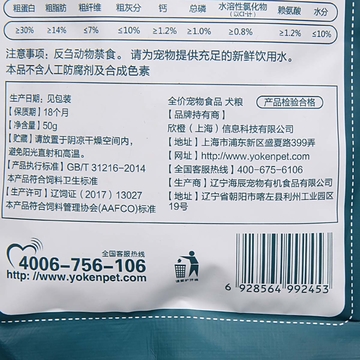 粗蛋白 粗脂肪 粗纤维 粗灰分 钙 总磷 水溶性氯化物 赖氨酸 水分
(以Cl-计)
≥30% ≥14% ≤7% ≤10% ≥1.2% ≥1.0% ≥0.8% ≥1.2% ≤10%
注意事项：反刍动物禁食。 请为宠物提供充足的新鲜饮用水。
本品不含人工防腐剂及合成色素
生产日期：见包装
【保质期】18个月
【净含量】50g
【贮藏】请放置于阴凉干燥空间内，
避免阳光直射和高温。
【产品执行标准】GB/T 31216-2014
本产品符合饲料卫生标准
【生产许可】辽饲证（2017）13027
本产品符合饲料管理协会(AAFCO)标准
全价宠物食品 犬粮 产品检验合格
【品牌持有商】
欣橙（上海）信息科技有限公司
【地址】上海市浦东新区盛夏路399弄
【网址】http://www.yokenpet.com
【全国客服热线】400-675-6106
【生产商】辽宁海辰宠物有机食品有限公司
【地址】辽宁省朝阳市喀左县利州工业园区
19号
全国客服热线
4006-756-106
http://www.yokenpet.com
6 928564 992453